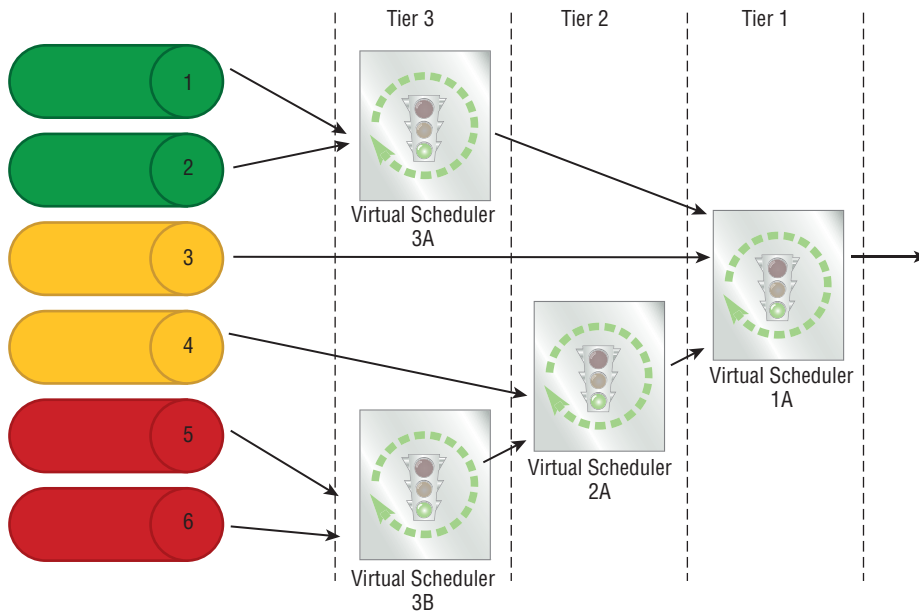 Tier 3
Tier 2
Tier 1
1
2
3
4
5
6
Virtual Scheduler
3A
Virtual Scheduler
1A
Virtual Scheduler
2A
Virtual Scheduler
3B